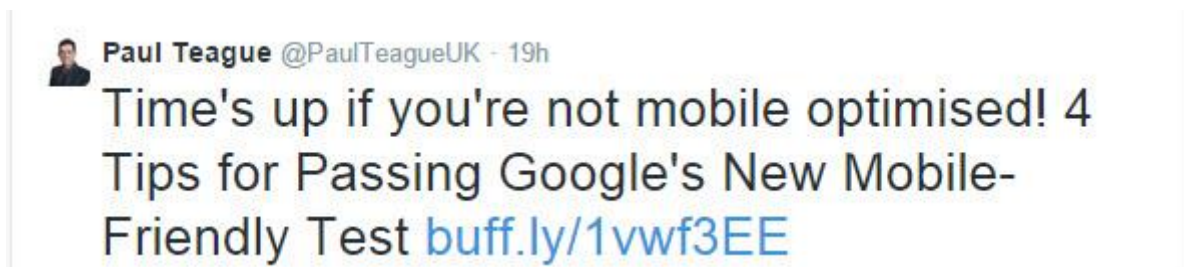 Paul Teague @PaulTeagueUK · 19h
Time's up if you're not mobile optimised! 4
Tips for Passing Google's New Mobile-
Friendly Test buff.ly/1vwf3EE